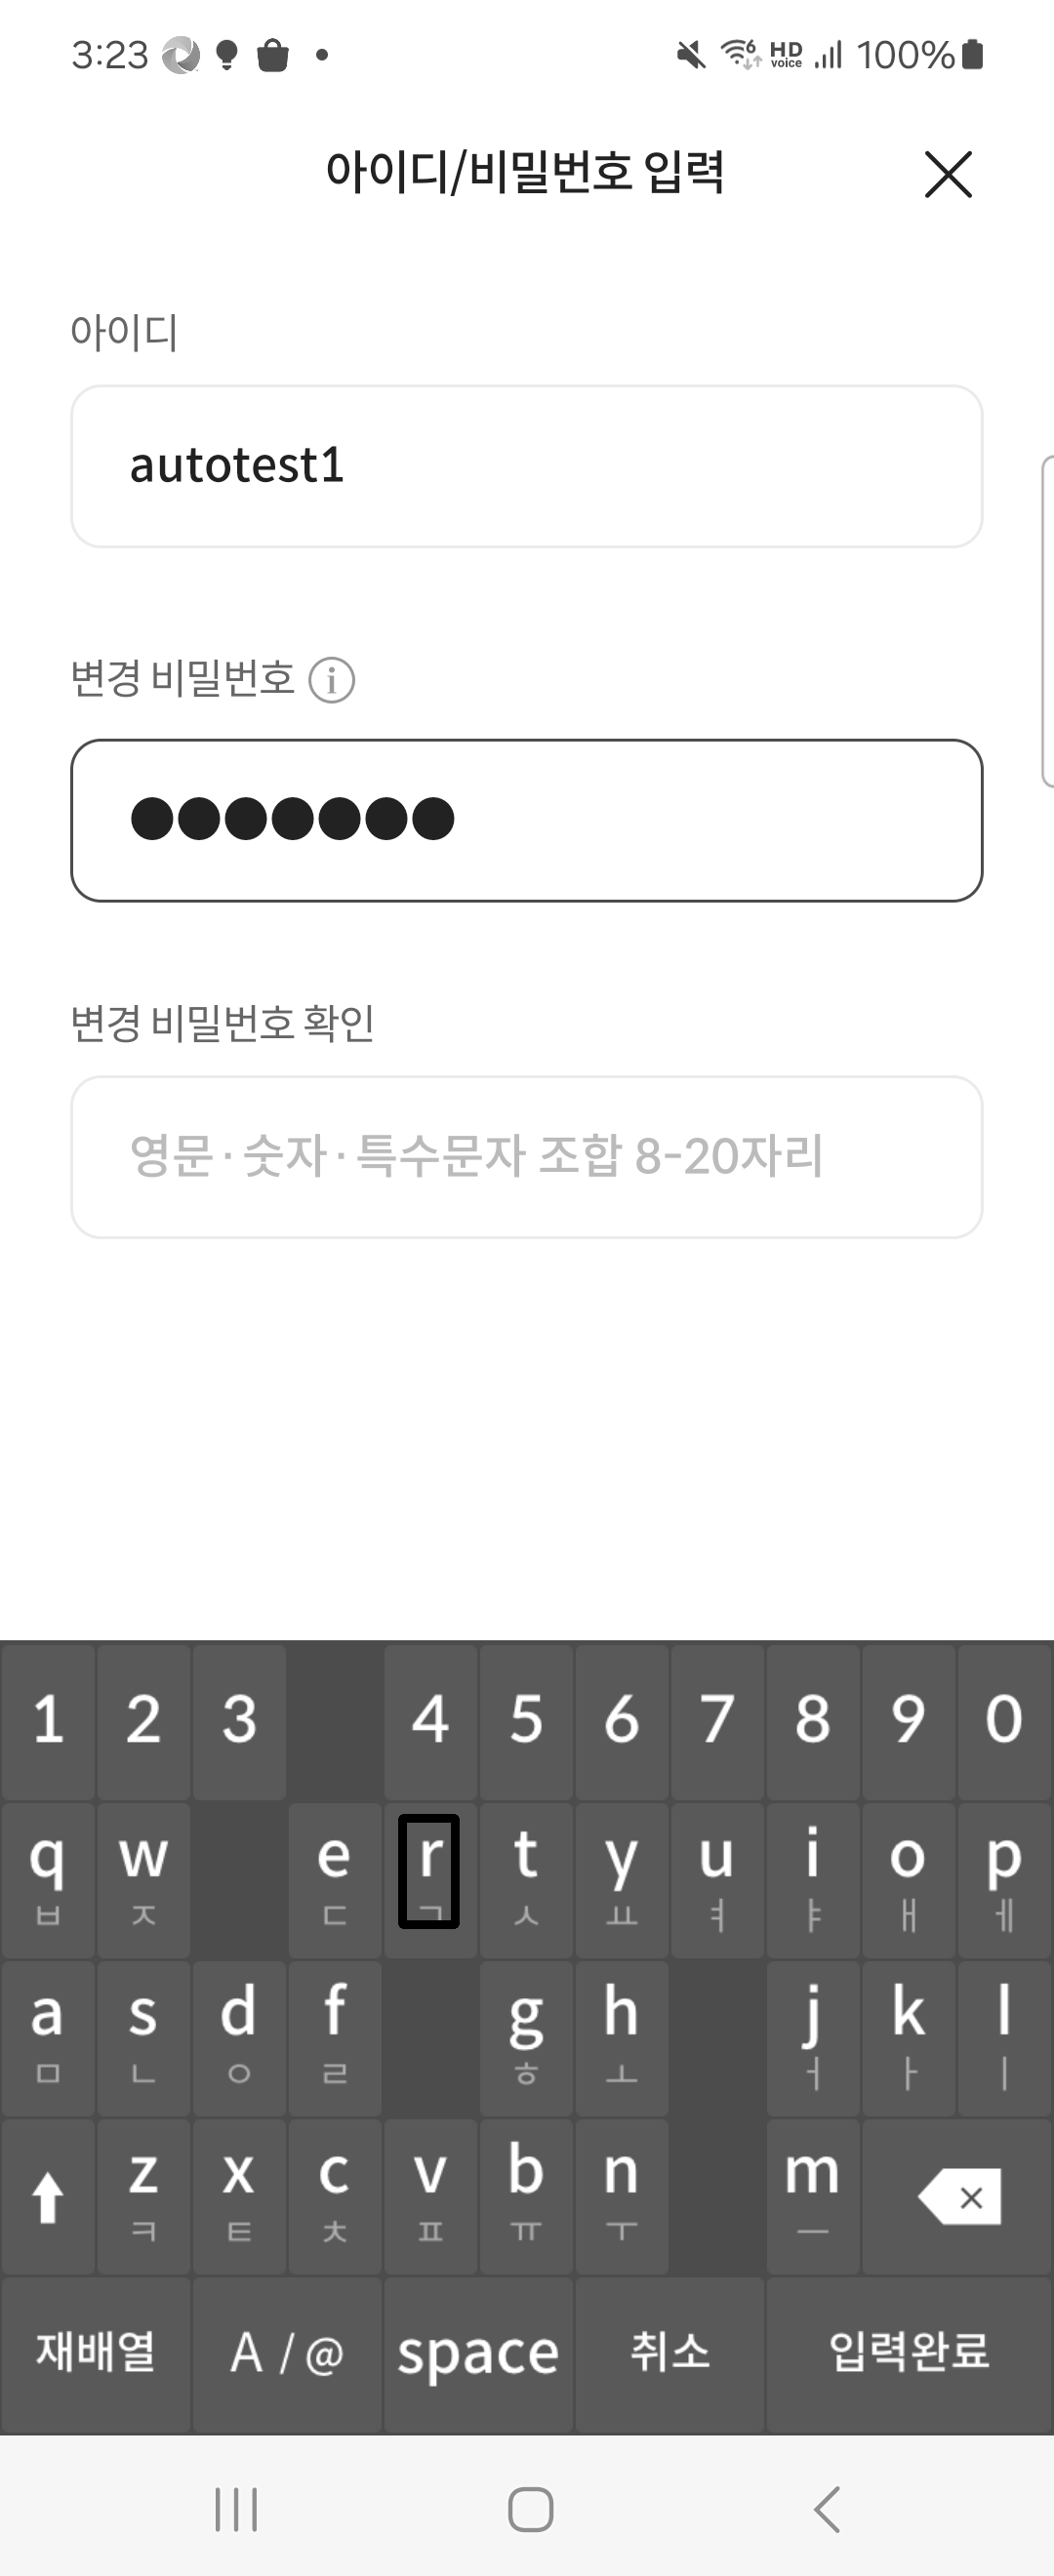 3:23 6 HD voice 100%
아이디/비밀번호 입력
아이디
autotest1
변경 비밀번호 i
●●●●●●●
변경 비밀번호 확인
영문·숫자·특수문자 조합 8-20자리
1 2 3 4 5 6 7 8 9 0
q w e r t y u i o p
ㅂ ㅈ ㄷ ㄱ ㅅ ㅛ ㅕ ㅑ ㅐ ㅔ
a s d f g h j k l
ㅁ ㄴ ㅇ ㄹ ㅎ ㅗ ㅓ ㅏ ㅣ
z x c v b n m
ㅋ ㅌ ㅊ ㅍ ㅠ ㅜ ㅡ
재배열 A / @ space 취소 입력완료